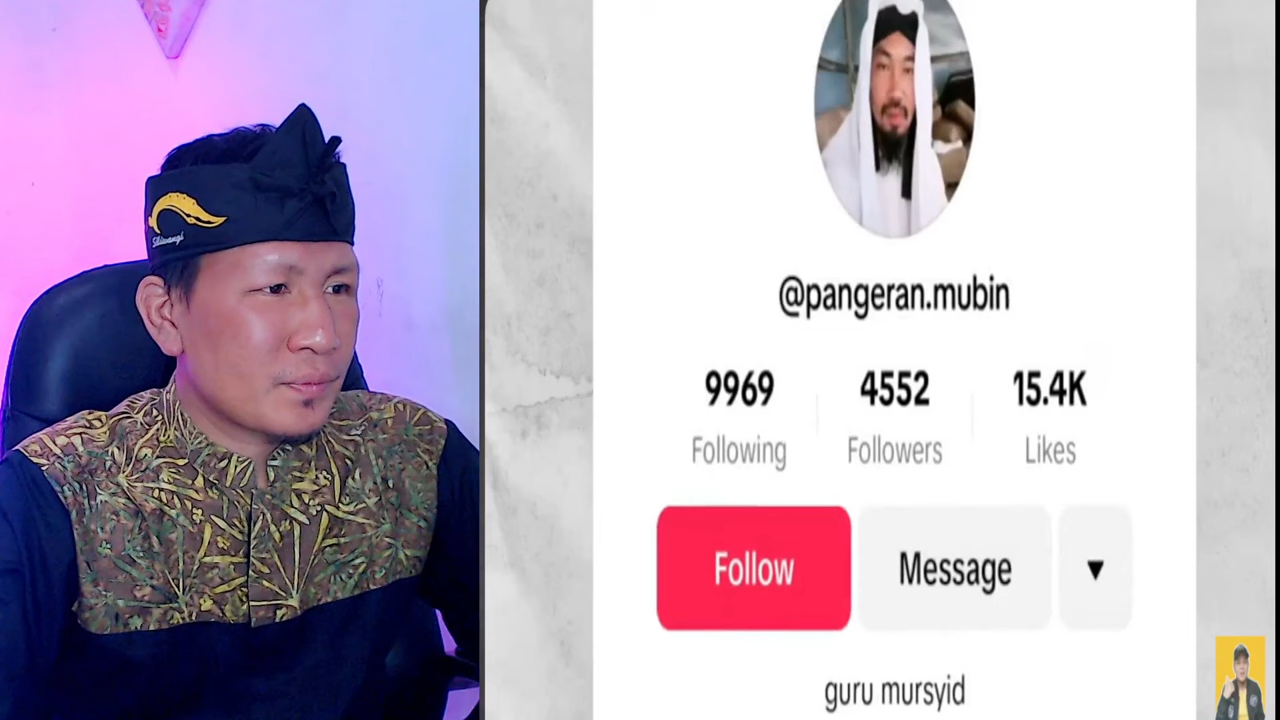 @pangeran.mubin
9969 4552 15.4K
Following Followers Likes
Follow Message
guru mursyid